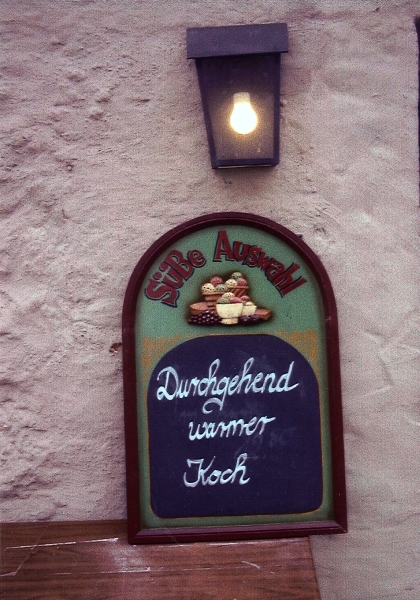 Süße Auswahl
Durchgehend
warmer
Koch